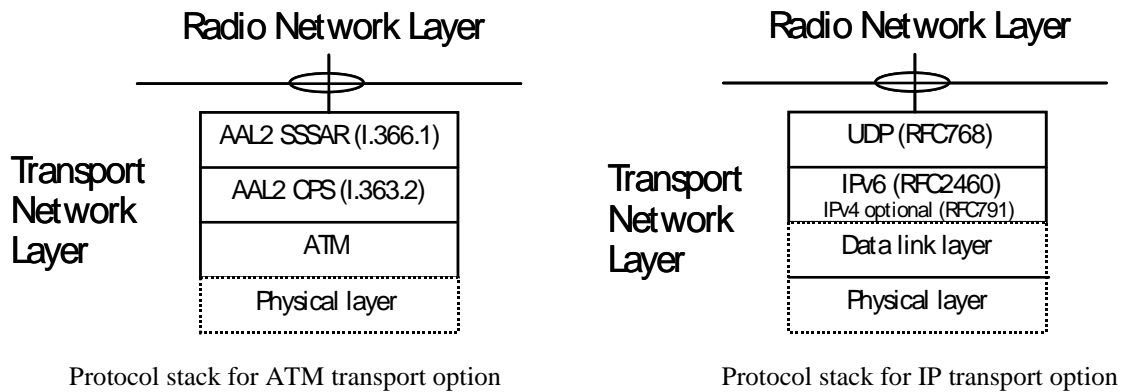 Radio Network Layer
AAL2 SSSAR (I.366.1)
AAL2 CPS (I.363.2)
ATM
Physical layer
Transport
Network
Layer
Protocol stack for ATM transport option
Radio Network Layer
UDP (RFC768)
IPv6 (RFC2460)
IPv4 optional (RFC791)
Data link layer
Physical layer
Transport
Network
Layer
Protocol stack for IP transport option